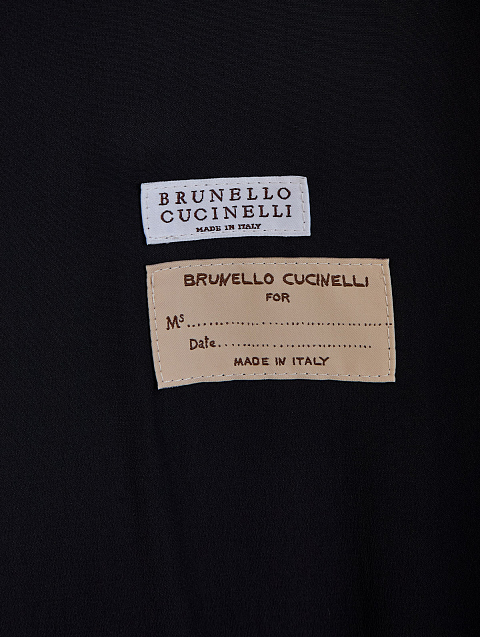 BRUNELLO
CUCINELLI
MADE IN ITALY
BRUNELLO CUCINELLI
FOR
Ms........................................
Date..............................
MADE IN ITALY